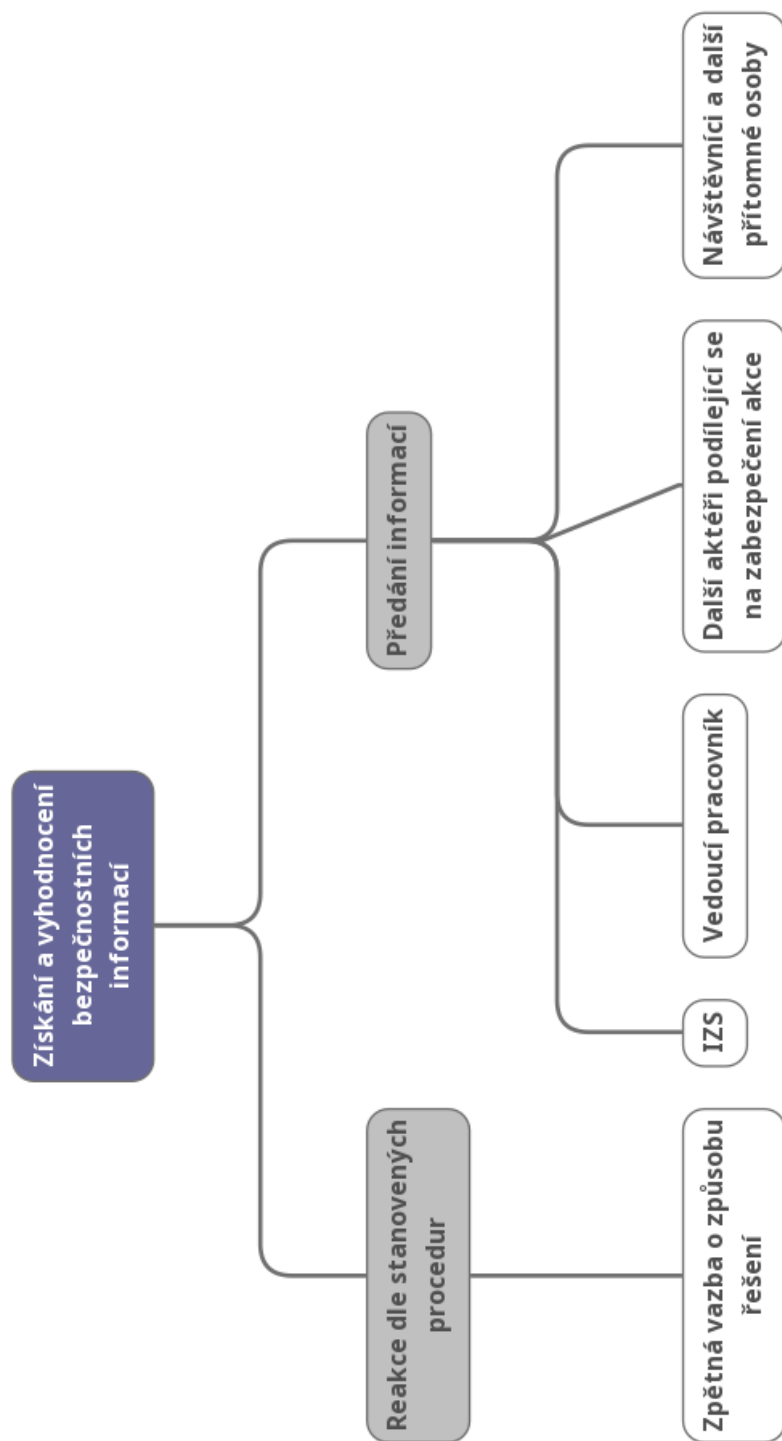 Získání a vyhodnocení
bezpečnostních
informací
Reakce dle stanovených
procedur
Předání informací
Zpětná vazba o způsobu
řešení
IZS
Vedoucí pracovník
Další aktéři podílející se
na zabezpečení akce
Návštěvníci a další
přítomné osoby